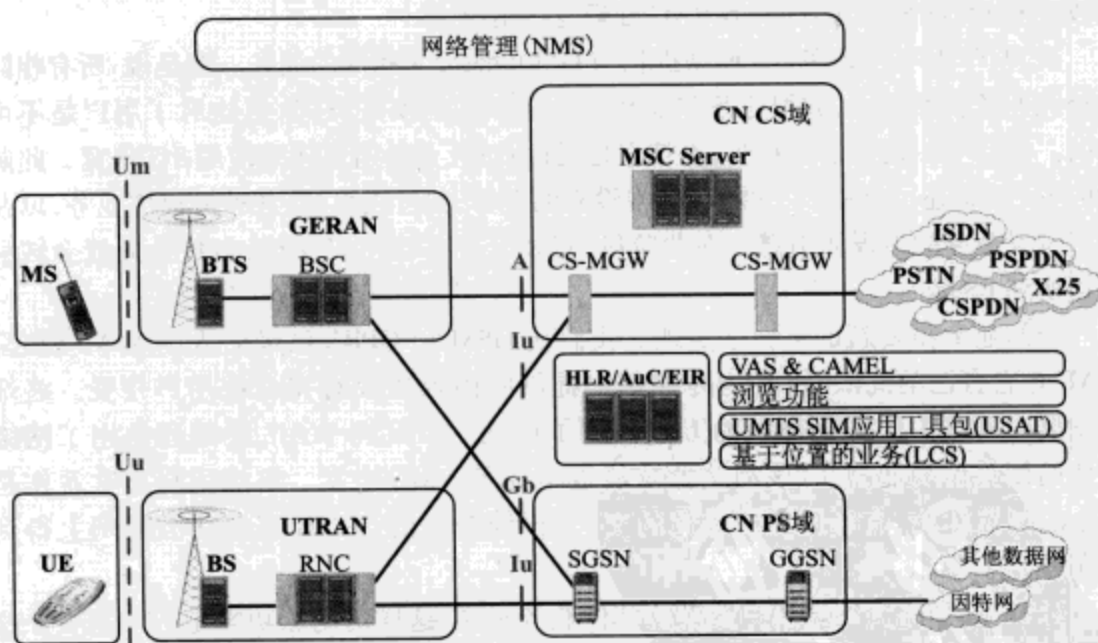 网络管理(NMS)
CN CS域
MSC Server
Um
GERAN
MS
BTS
BSC
A
CS-MGW
CS-MGW
ISDN
PSTN
PSPDN
X.25
CSPDN
Iu
HLR/AuC/EIR
VAS & CAMEL
浏览功能
UMTS SIM应用工具包(USAT)
基于位置的业务(LCS)
Uu
Gb
UTRAN
CN PS域
UE
BS
RNC
Iu
SGSN
GGSN
其他数据网
因特网